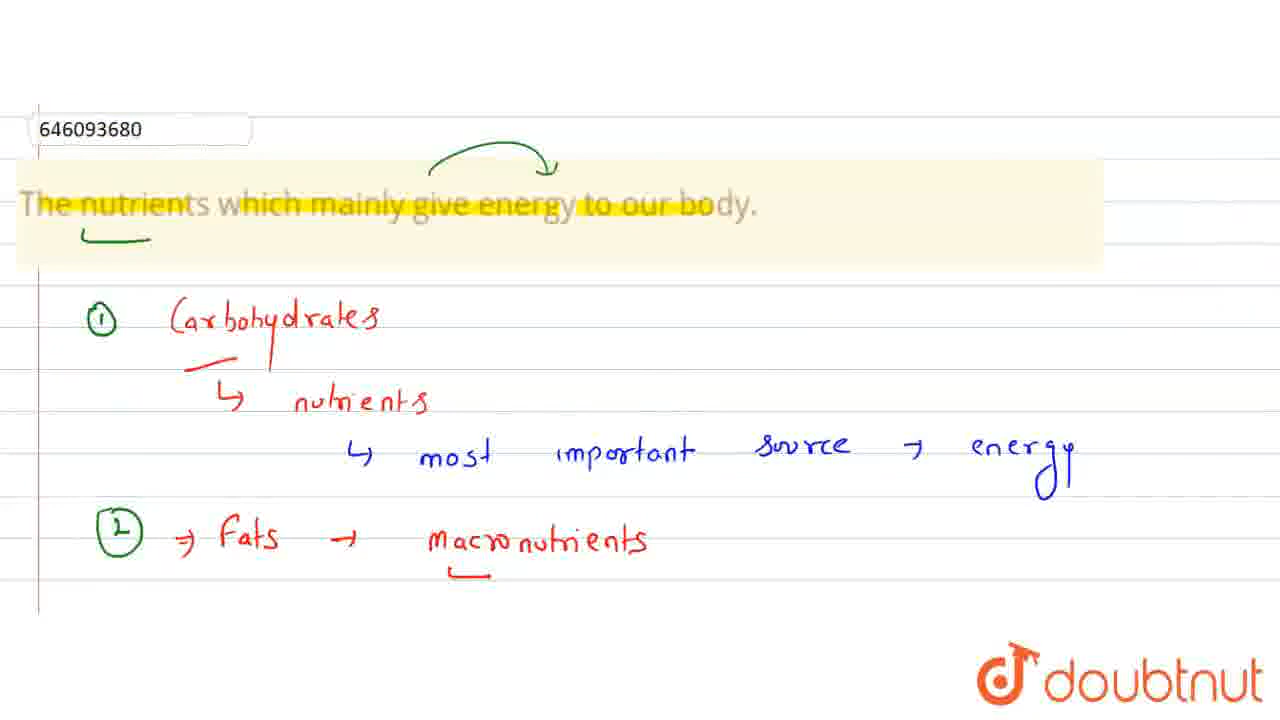 646093680
The nutrients which mainly give energy to our body.
① Carbohydrates
↳ nutrients
↳ most important source → energy
② ⇒ Fats → macronutrients
doubtnut